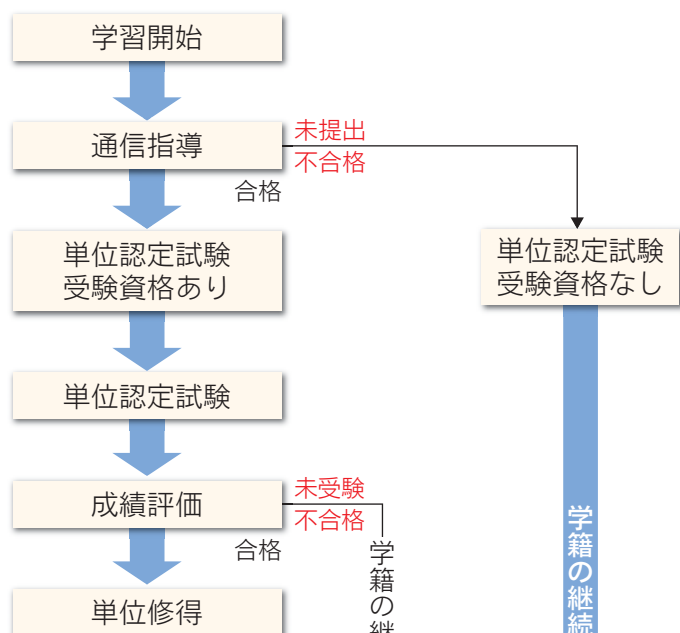 学習開始
通信指導
未提出
不合格
合格
単位認定試験
受験資格あり
単位認定試験
受験資格なし
単位認定試験
成績評価
未受験
不合格
合格
単位修得
学籍の継
学籍の継続